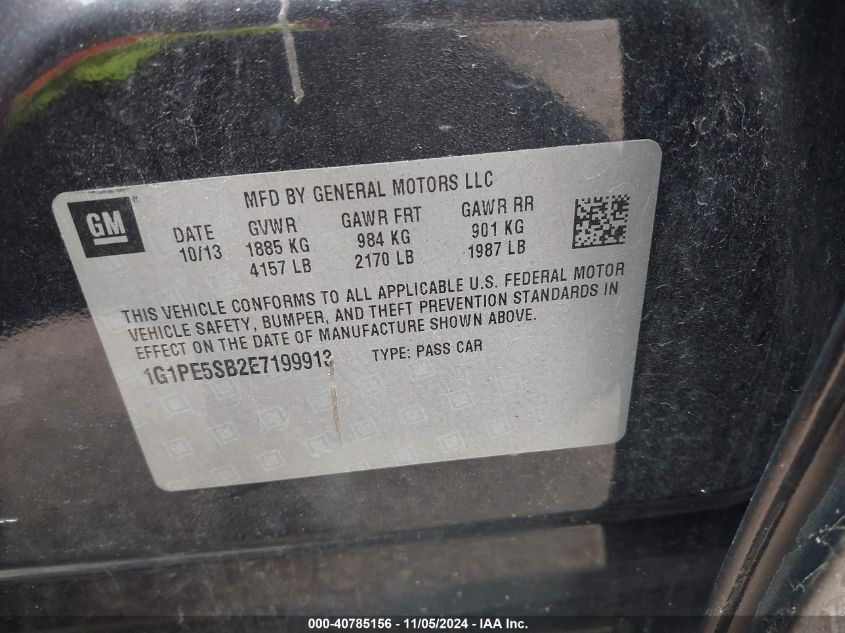 MFD BY GENERAL MOTORS LLC
GM
DATE GVWR GAWR FRT GAWR RR
10/13 1885 KG 984 KG 901 KG
4157 LB 2170 LB 1987 LB
THIS VEHICLE CONFORMS TO ALL APPLICABLE U.S. FEDERAL MOTOR
VEHICLE SAFETY, BUMPER, AND THEFT PREVENTION STANDARDS IN
EFFECT ON THE DATE OF MANUFACTURE SHOWN ABOVE.
1G1PE5SB2E7199913 TYPE: PASS CAR
000-40785156 - 11/05/2024 - IAA Inc.